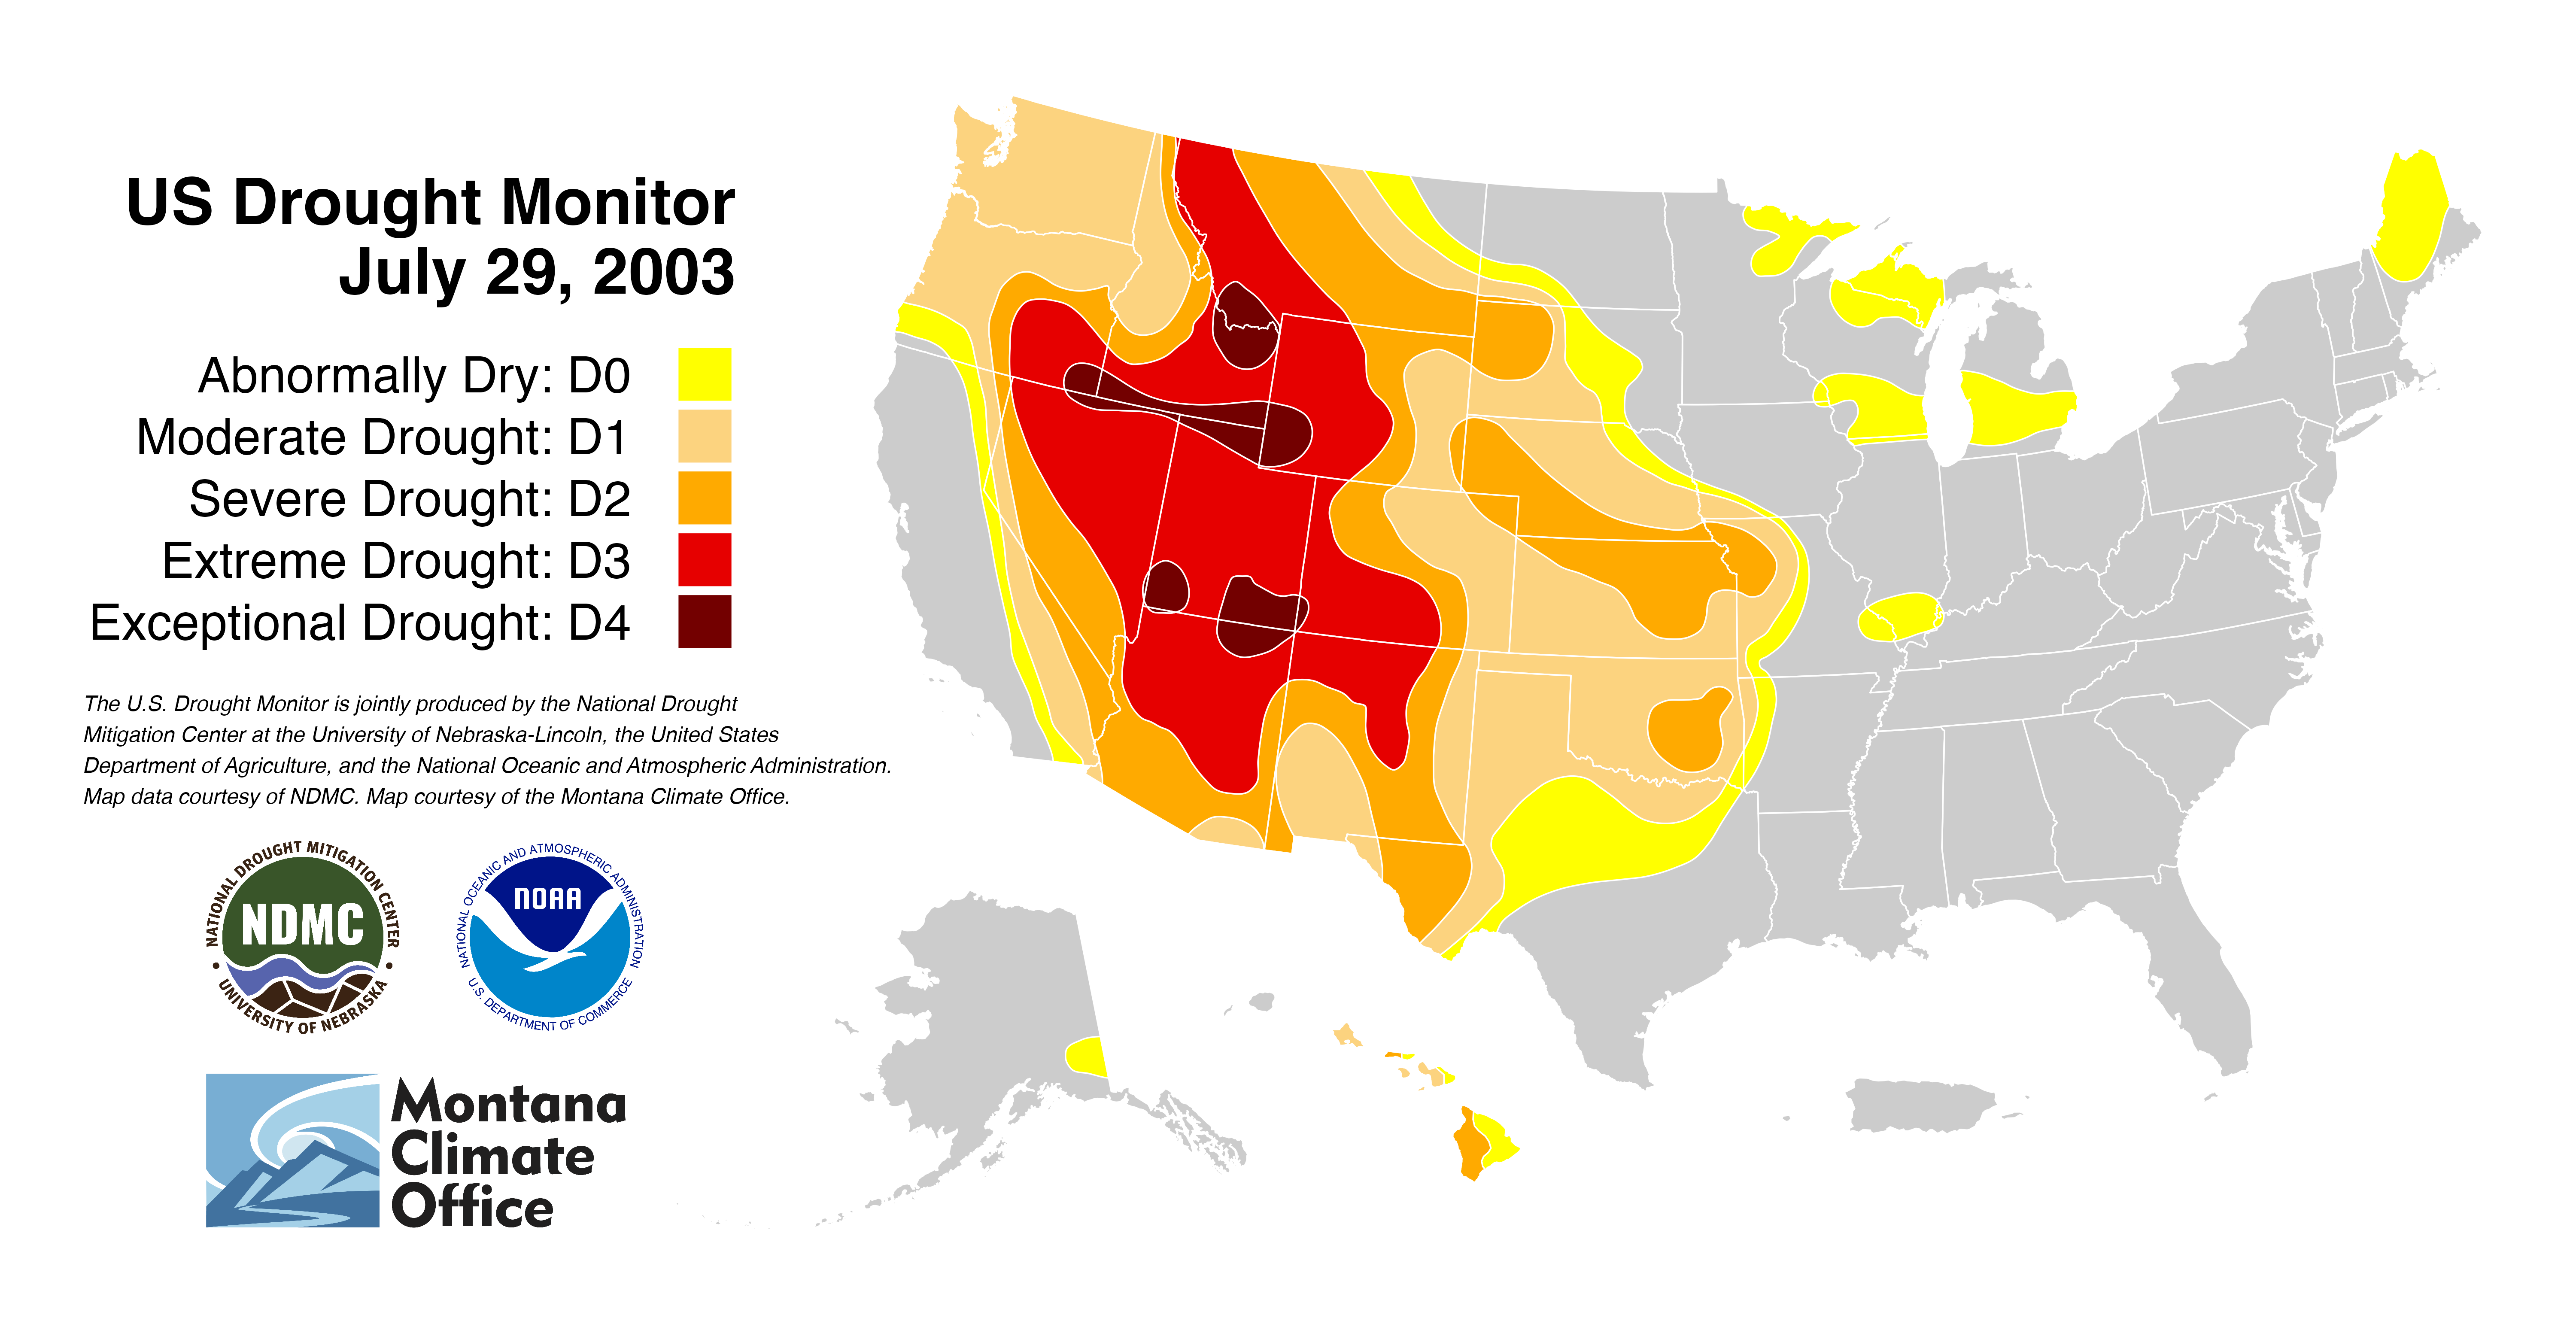 US Drought Monitor
July 29, 2003
Abnormally Dry: D0
Moderate Drought: D1
Severe Drought: D2
Extreme Drought: D3
Exceptional Drought: D4
The U.S. Drought Monitor is jointly produced by the National Drought
Mitigation Center at the University of Nebraska-Lincoln, the United States
Department of Agriculture, and the National Oceanic and Atmospheric Administration.
Map data courtesy of NDMC. Map courtesy of the Montana Climate Office.
NATIONAL DROUGHT MITIGATION CENTER
NDMC
• UNIVERSITY OF NEBRASKA •
NATIONAL OCEANIC AND ATMOSPHERIC ADMINISTRATION
NOAA
U.S. DEPARTMENT OF COMMERCE
Montana
Climate
Office